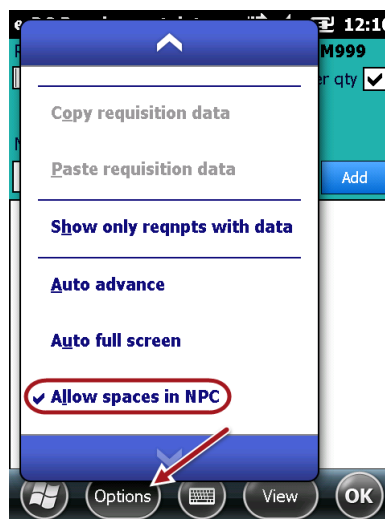 12:1
M999
er qty
Copy requisition data
Paste requisition data
Add
Show only reqnpts with data
Auto advance
Auto full screen
Allow spaces in NPC
Options
View
OK